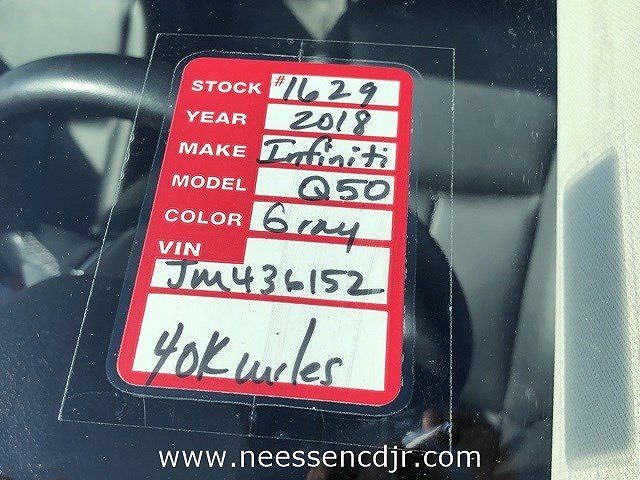 STOCK #1629
YEAR 2018
MAKE Infiniti
MODEL Q50
COLOR Gray
VIN
Jm436152
40K miles
www.neessencdjr.com